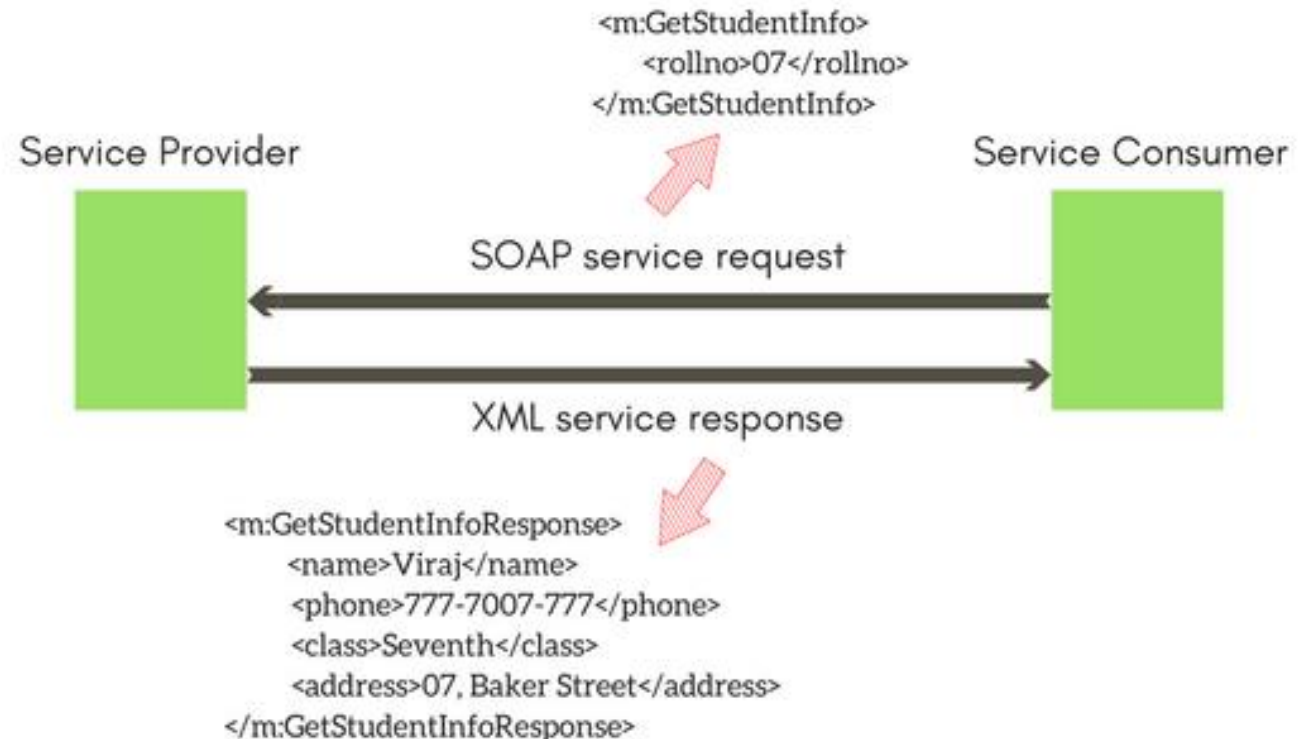 <m:GetStudentInfo>
<rollno>07</rollno>
</m:GetStudentInfo>
Service Provider
Service Consumer
SOAP service request
XML service response
<m:GetStudentInfoResponse>
<name>Viraj</name>
<phone>777-7007-777</phone>
<class>Seventh</class>
<address>07, Baker Street</address>
</m:GetStudentInfoResponse>